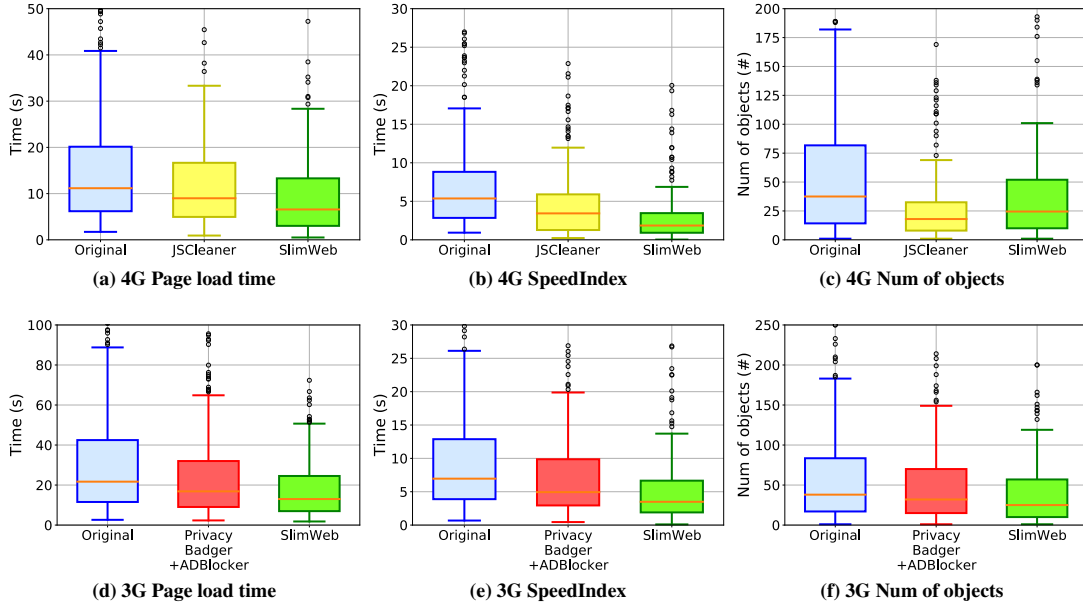 50
40
30
20
10
0
Time (s)
Original
JSCleaner
SlimWeb
(a) 4G Page load time
30
25
20
15
10
5
0
Time (s)
Original
JSCleaner
SlimWeb
(b) 4G SpeedIndex
200
175
150
125
100
75
50
25
0
Num of objects (#)
Original
JSCleaner
SlimWeb
(c) 4G Num of objects
100
80
60
40
20
0
Time (s)
Original
Privacy
Badger
+ADBlocker
SlimWeb
(d) 3G Page load time
30
25
20
15
10
5
0
Time (s)
Original
Privacy
Badger
+ADBlocker
SlimWeb
(e) 3G SpeedIndex
250
200
150
100
50
0
Num of objects (#)
Original
Privacy
Badger
+ADBlocker
SlimWeb
(f) 3G Num of objects